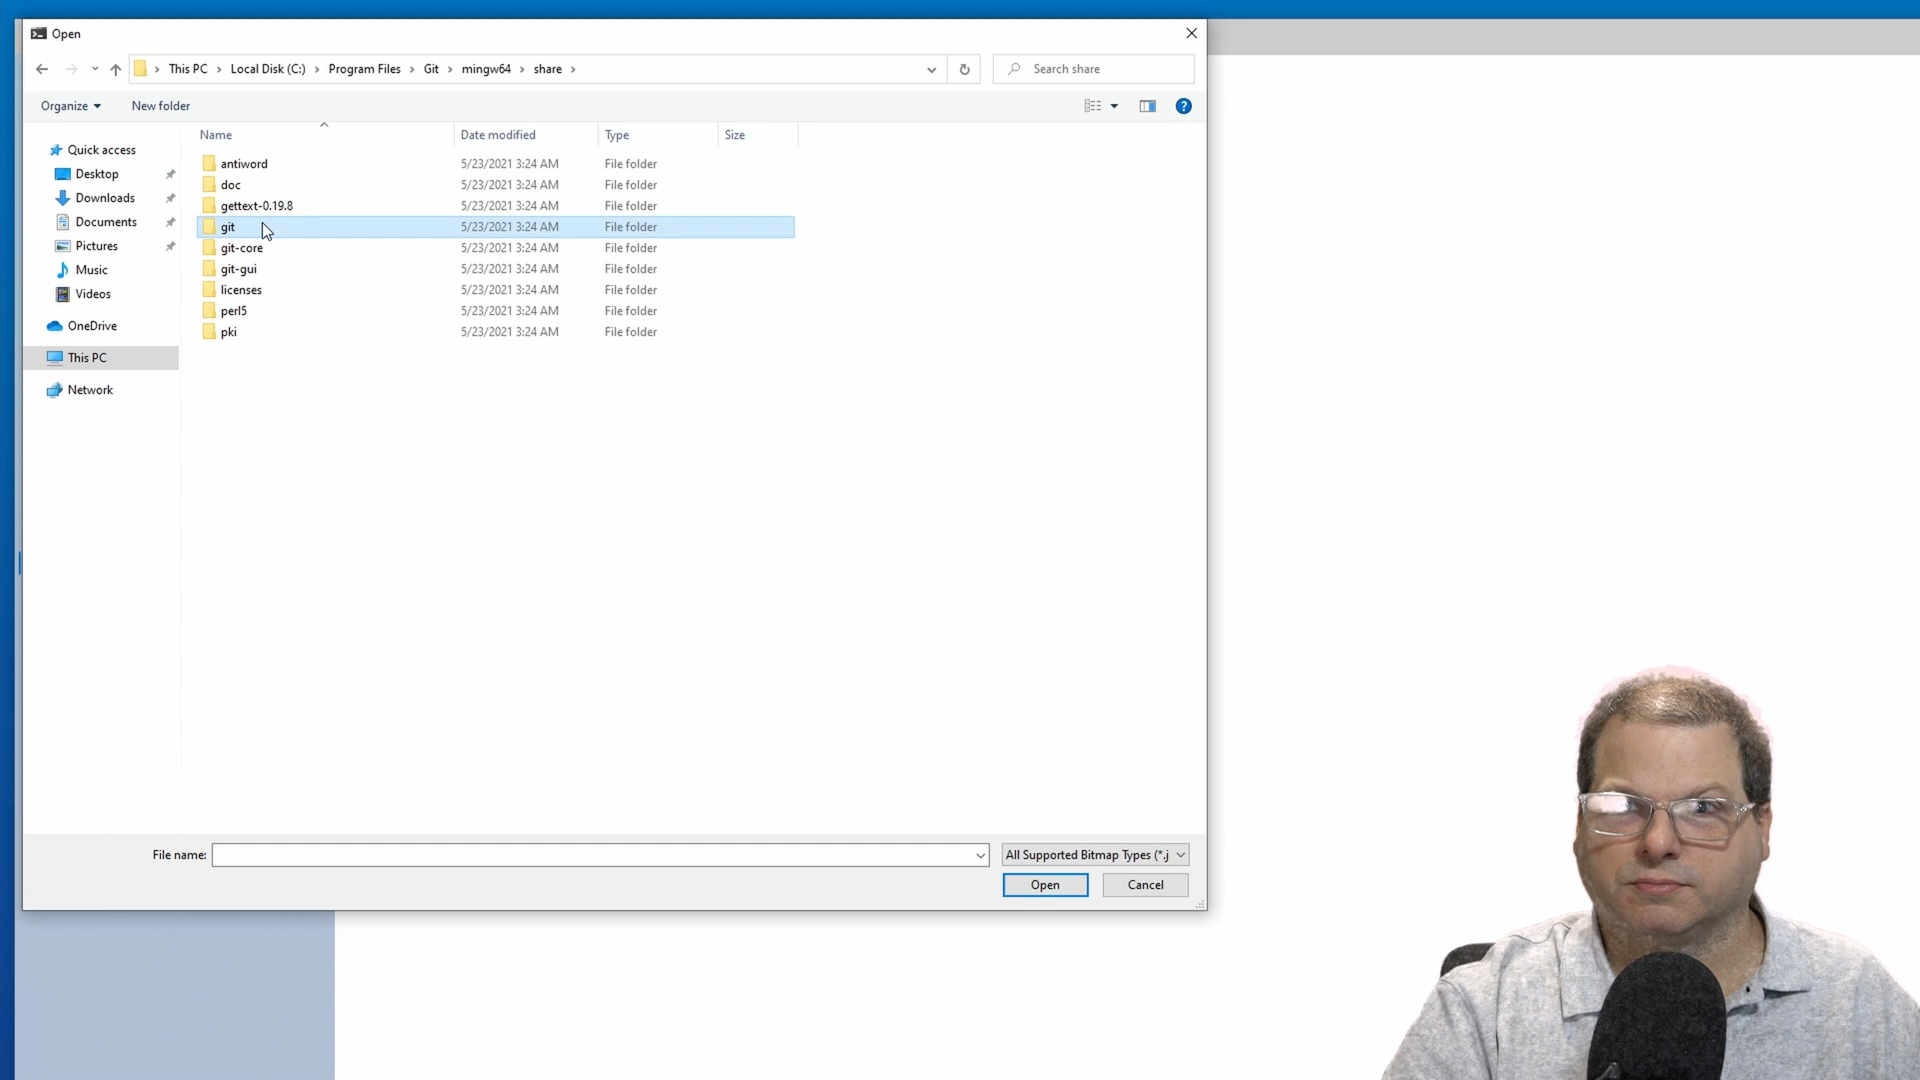 Open
This PC Local Disk (C:) Program Files Git mingw64 share
Search share
Organize New folder
Name Date modified Type Size
Quick access
Desktop
Downloads
Documents
Pictures
Music
Videos
OneDrive
This PC
Network
antiword 5/23/2021 3:24 AM File folder
doc 5/23/2021 3:24 AM File folder
gettext-0.19.8 5/23/2021 3:24 AM File folder
git 5/23/2021 3:24 AM File folder
git-core 5/23/2021 3:24 AM File folder
git-gui 5/23/2021 3:24 AM File folder
licenses 5/23/2021 3:24 AM File folder
perl5 5/23/2021 3:24 AM File folder
pki 5/23/2021 3:24 AM File folder
File name: All Supported Bitmap Types (*.j
Open Cancel